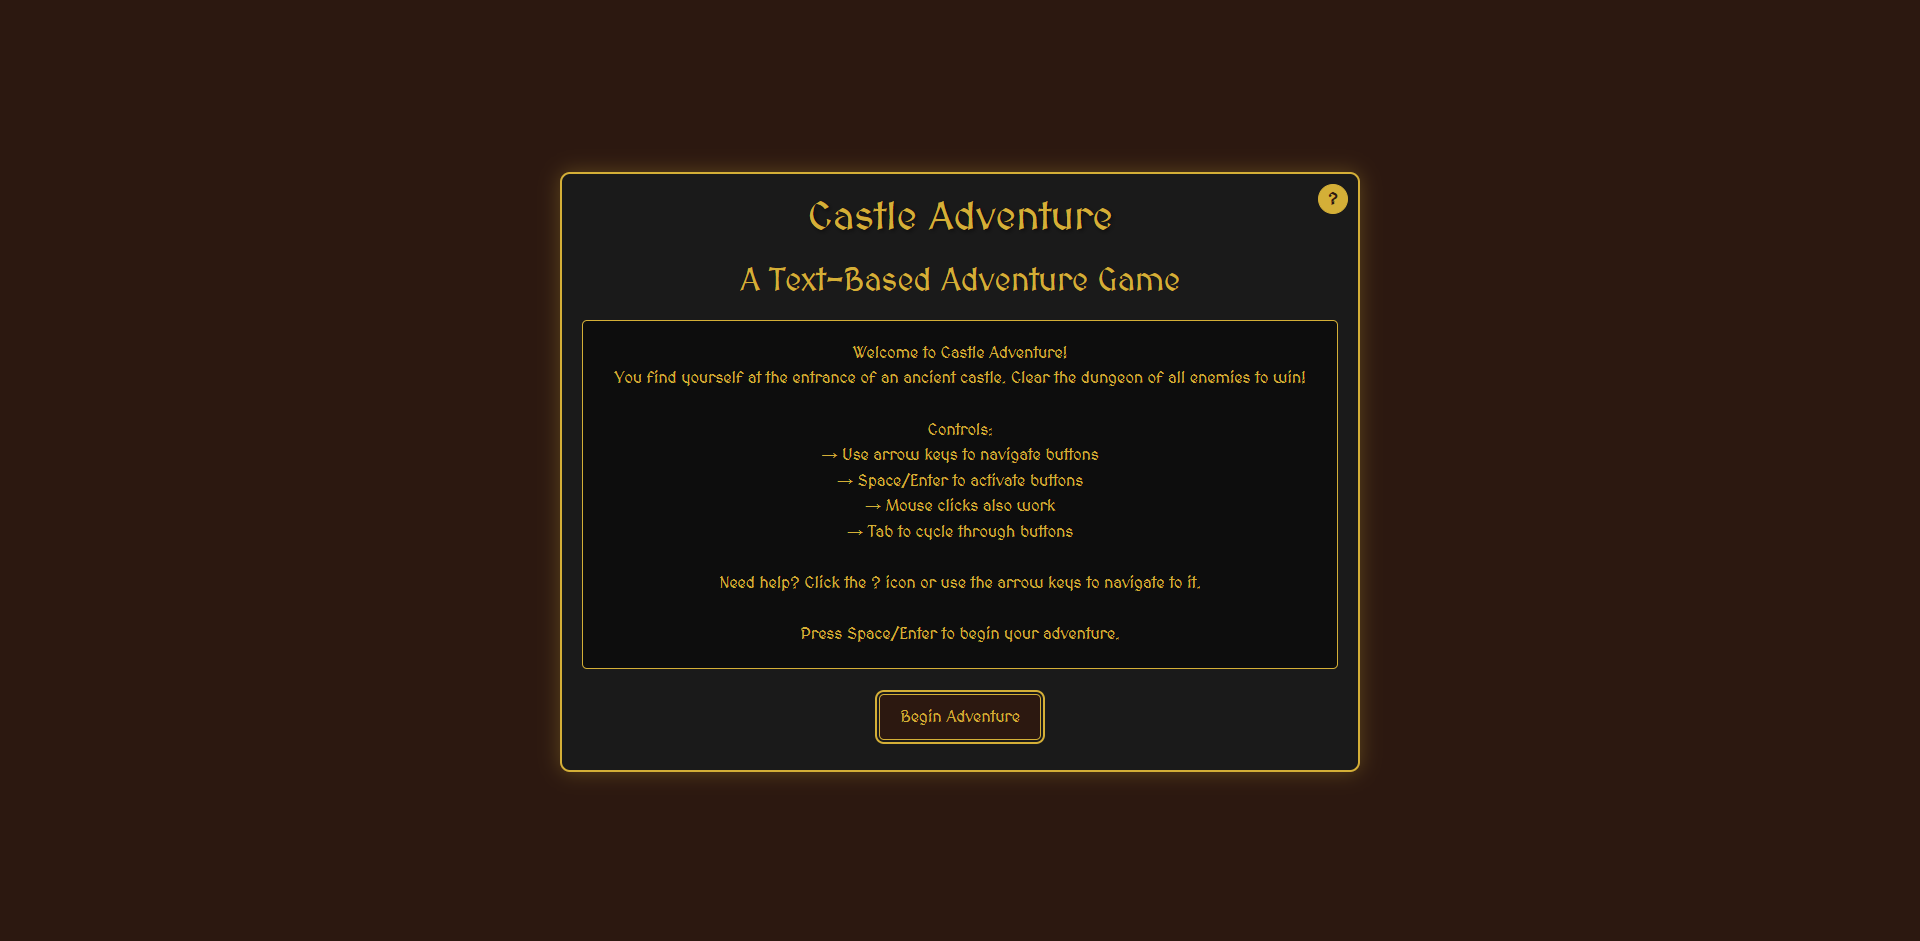 ?
Castle Adventure
A Text-Based Adventure Game
Welcome to Castle Adventure!
You find yourself at the entrance of an ancient castle. Clear the dungeon of all enemies to win!
Controls:
→ Use arrow keys to navigate buttons
→ Space/Enter to activate buttons
→ Mouse clicks also work
→ Tab to cycle through buttons
Need help? Click the ? icon or use the arrow keys to navigate to it.
Press Space/Enter to begin your adventure.
Begin Adventure